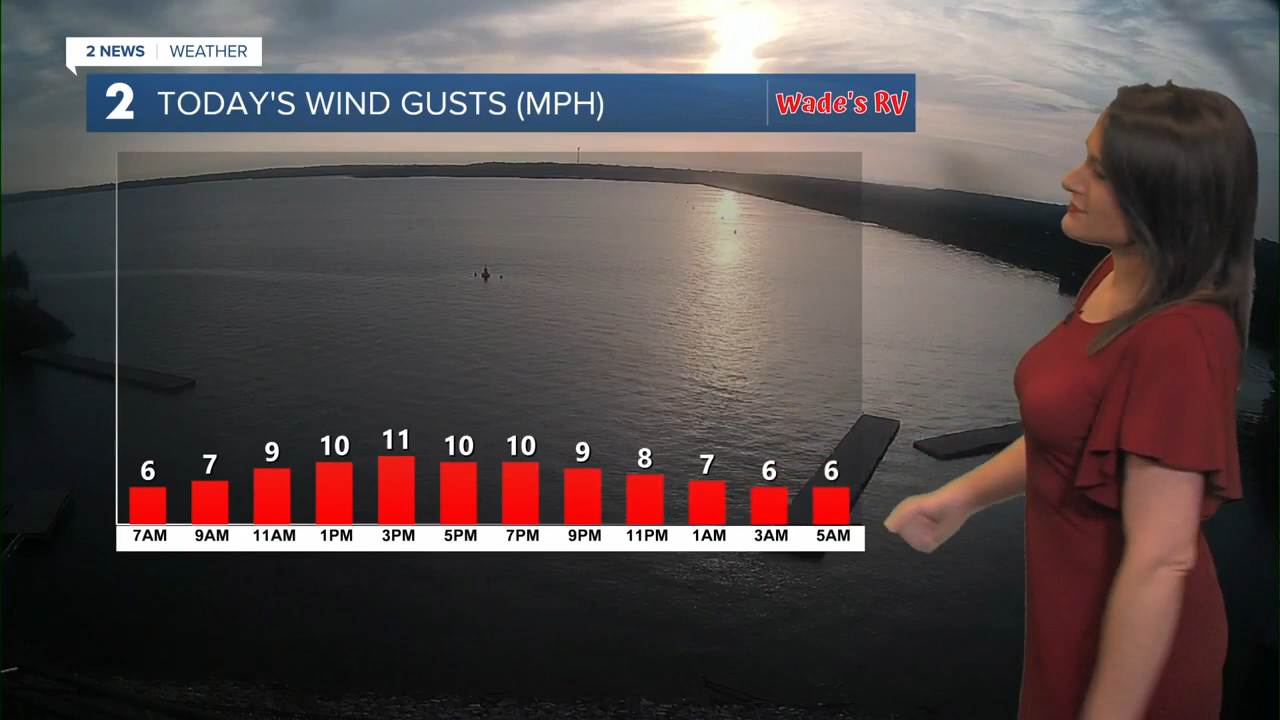 2 NEWS | WEATHER
2 TODAY'S WIND GUSTS (MPH) Wade's RV
6 7 9 10 11 10 10 9 8 7 6 6
7AM 9AM 11AM 1PM 3PM 5PM 7PM 9PM 11PM 1AM 3AM 5AM